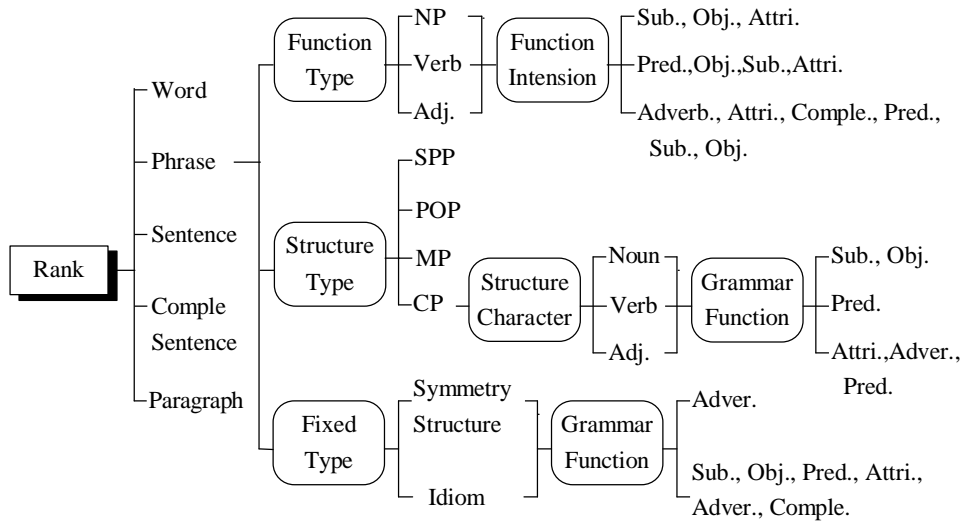 Rank
Word
Phrase
Sentence
Comple
Sentence
Paragraph
Function
Type
NP
Verb
Adj.
Function
Intension
Sub., Obj., Attri.
Pred.,Obj.,Sub.,Attri.
Adverb., Attri., Comple., Pred.,
Sub., Obj.
Structure
Type
SPP
POP
MP
CP
Structure
Character
Noun
Verb
Adj.
Grammar
Function
Sub., Obj.
Pred.
Attri.,Adver.,
Pred.
Fixed
Type
Symmetry
Structure
Idiom
Grammar
Function
Adver.
Sub., Obj., Pred., Attri.,
Adver., Comple.